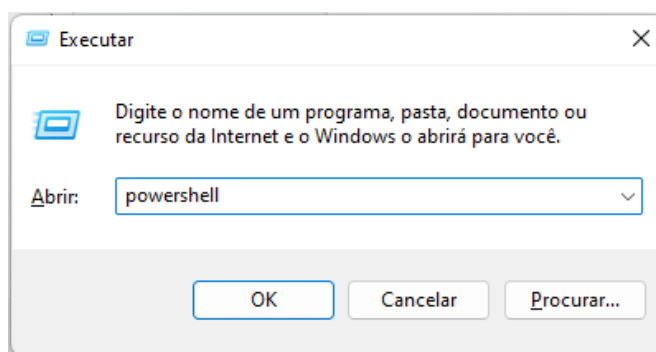 Executar
Digite o nome de um programa, pasta, documento ou
recurso da Internet e o Windows o abrirá para você.
Abrir: powershell
OK Cancelar Procurar...